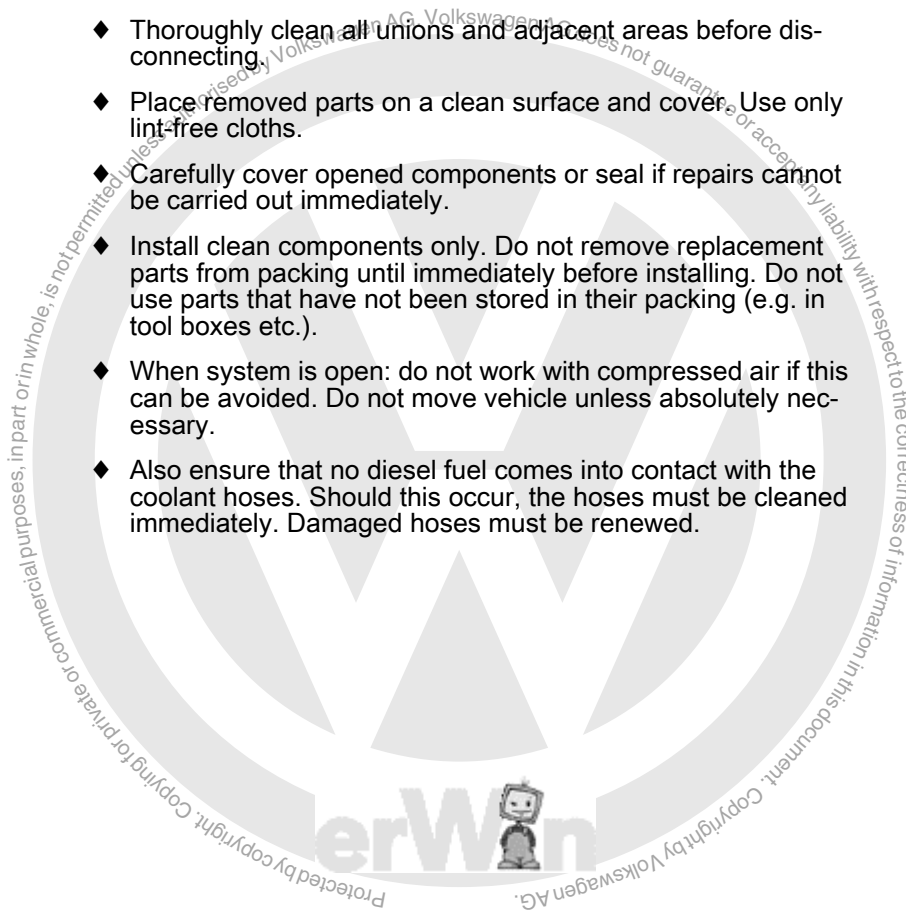 ♦ Thoroughly clean all unions and adjacent areas before dis-
connecting.
♦ Place removed parts on a clean surface and cover. Use only
lint-free cloths.
♦ Carefully cover opened components or seal if repairs cannot
be carried out immediately.
♦ Install clean components only. Do not remove replacement
parts from packing until immediately before installing. Do not
use parts that have not been stored in their packing (e.g. in
tool boxes etc.).
♦ When system is open: do not work with compressed air if this
can be avoided. Do not move vehicle unless absolutely nec-
essary.
♦ Also ensure that no diesel fuel comes into contact with the
coolant hoses. Should this occur, the hoses must be cleaned
immediately. Damaged hoses must be renewed.
Protected by copyright. Copying for private or commercial purposes, in part or in whole, is not permitted unless authorised by Volkswagen AG. Volkswagen AG does not guarantee or accept any liability with respect to the correctness of information in this document. Copyright by Volkswagen AG.
erWin